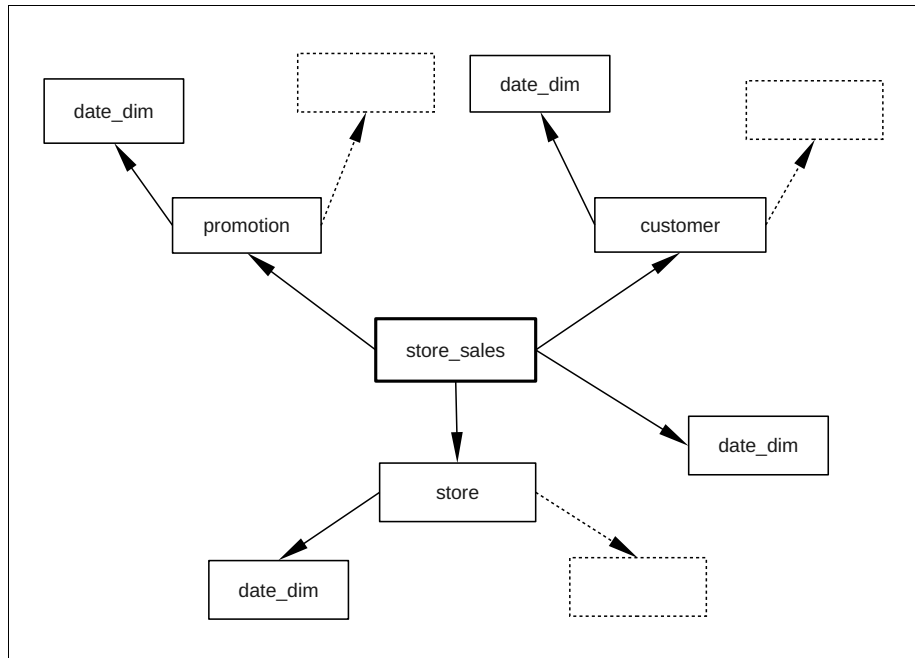 date_dim
date_dim
promotion
customer
store_sales
date_dim
store
date_dim